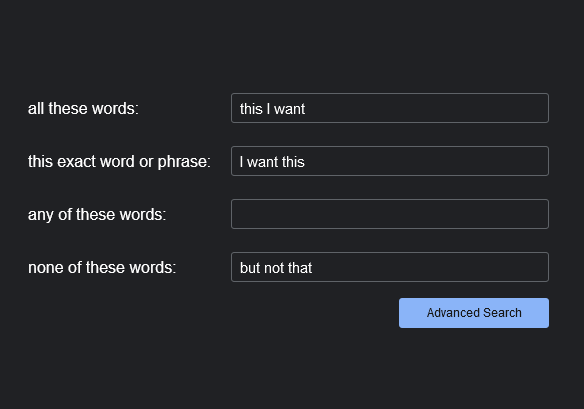 all these words: this I want
this exact word or phrase: I want this
any of these words:
none of these words: but not that
Advanced Search